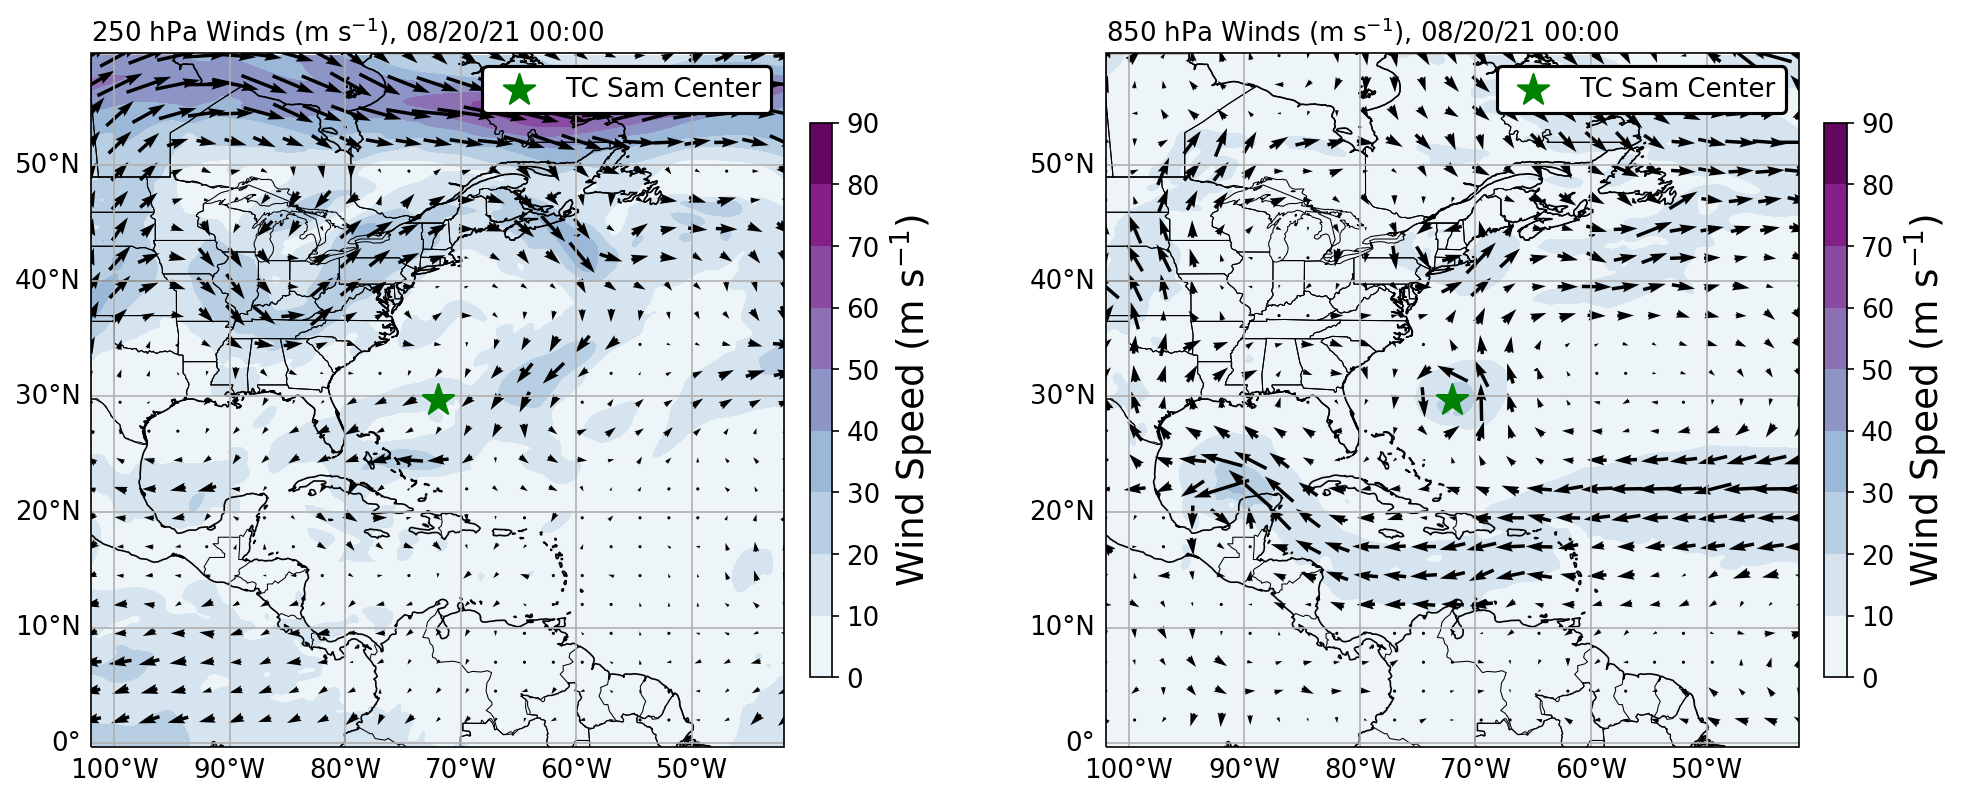 250 hPa Winds (m s⁻¹), 08/20/21 00:00
TC Sam Center
50°N
40°N
30°N
20°N
10°N
0°
100°W 90°W 80°W 70°W 60°W 50°W
90
80
70
60
50
40
30
20
10
0
Wind Speed (m s⁻¹)
850 hPa Winds (m s⁻¹), 08/20/21 00:00
TC Sam Center
50°N
40°N
30°N
20°N
10°N
0°
100°W 90°W 80°W 70°W 60°W 50°W
90
80
70
60
50
40
30
20
10
0
Wind Speed (m s⁻¹)